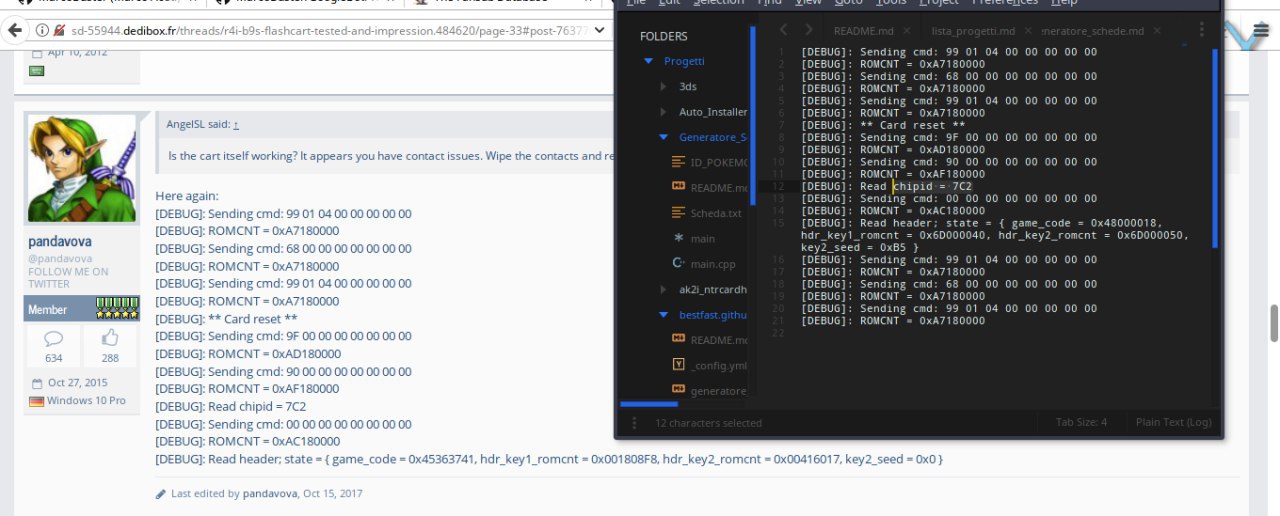 sd-55944.dedibox.fr/threads/r4i-b9s-flashcart-tested-and-impression.484620/page-33#post-7637
Apr 10, 2012
AngelSL said: ↑
Is the cart itself working? It appears you have contact issues. Wipe the contacts and re
pandavova
@pandavova
FOLLOW ME ON
TWITTER
Member
634
288
Oct 27, 2015
Windows 10 Pro
Here again:
[DEBUG]: Sending cmd: 99 01 04 00 00 00 00 00
[DEBUG]: ROMCNT = 0xA7180000
[DEBUG]: Sending cmd: 68 00 00 00 00 00 00 00
[DEBUG]: ROMCNT = 0xA7180000
[DEBUG]: Sending cmd: 99 01 04 00 00 00 00 00
[DEBUG]: ROMCNT = 0xA7180000
[DEBUG]: ** Card reset **
[DEBUG]: Sending cmd: 9F 00 00 00 00 00 00 00
[DEBUG]: ROMCNT = 0xAD180000
[DEBUG]: Sending cmd: 90 00 00 00 00 00 00 00
[DEBUG]: ROMCNT = 0xAF180000
[DEBUG]: Read chipid = 7C2
[DEBUG]: Sending cmd: 00 00 00 00 00 00 00 00
[DEBUG]: ROMCNT = 0xAC180000
[DEBUG]: Read header; state = { game_code = 0x45363741, hdr_key1_romcnt = 0x001808F8, hdr_key2_romcnt = 0x00416017, key2_seed = 0x0 }
Last edited by pandavova, Oct 15, 2017
File Edit Selection Find View Goto Tools Project Preferences Help
FOLDERS
Progetti
3ds
Auto_Installer
Generatore_S
ID_POKEMO
README.md
Scheda.txt
main
main.cpp
ak2i_ntrcardh
bestfast.githu
README.md
_config.yml
generatore
README.md
lista_progetti.md
eneratore_schede.md
1 [DEBUG]: Sending cmd: 99 01 04 00 00 00 00 00
2 [DEBUG]: ROMCNT = 0xA7180000
3 [DEBUG]: Sending cmd: 68 00 00 00 00 00 00 00
4 [DEBUG]: ROMCNT = 0xA7180000
5 [DEBUG]: Sending cmd: 99 01 04 00 00 00 00 00
6 [DEBUG]: ROMCNT = 0xA7180000
7 [DEBUG]: ** Card reset **
8 [DEBUG]: Sending cmd: 9F 00 00 00 00 00 00 00
9 [DEBUG]: ROMCNT = 0xAD180000
10 [DEBUG]: Sending cmd: 90 00 00 00 00 00 00 00
11 [DEBUG]: ROMCNT = 0xAF180000
12 [DEBUG]: Read chipid = 7C2
13 [DEBUG]: Sending cmd: 00 00 00 00 00 00 00 00
14 [DEBUG]: ROMCNT = 0xAC180000
15 [DEBUG]: Read header; state = { game_code = 0x48000018,
hdr_key1_romcnt = 0x6D000040, hdr_key2_romcnt = 0x6D000050,
key2_seed = 0xB5 }
16 [DEBUG]: Sending cmd: 99 01 04 00 00 00 00 00
17 [DEBUG]: ROMCNT = 0xA7180000
18 [DEBUG]: Sending cmd: 68 00 00 00 00 00 00 00
19 [DEBUG]: ROMCNT = 0xA7180000
20 [DEBUG]: Sending cmd: 99 01 04 00 00 00 00 00
21 [DEBUG]: ROMCNT = 0xA7180000
22
12 characters selected
Tab Size: 4
Plain Text (Log)